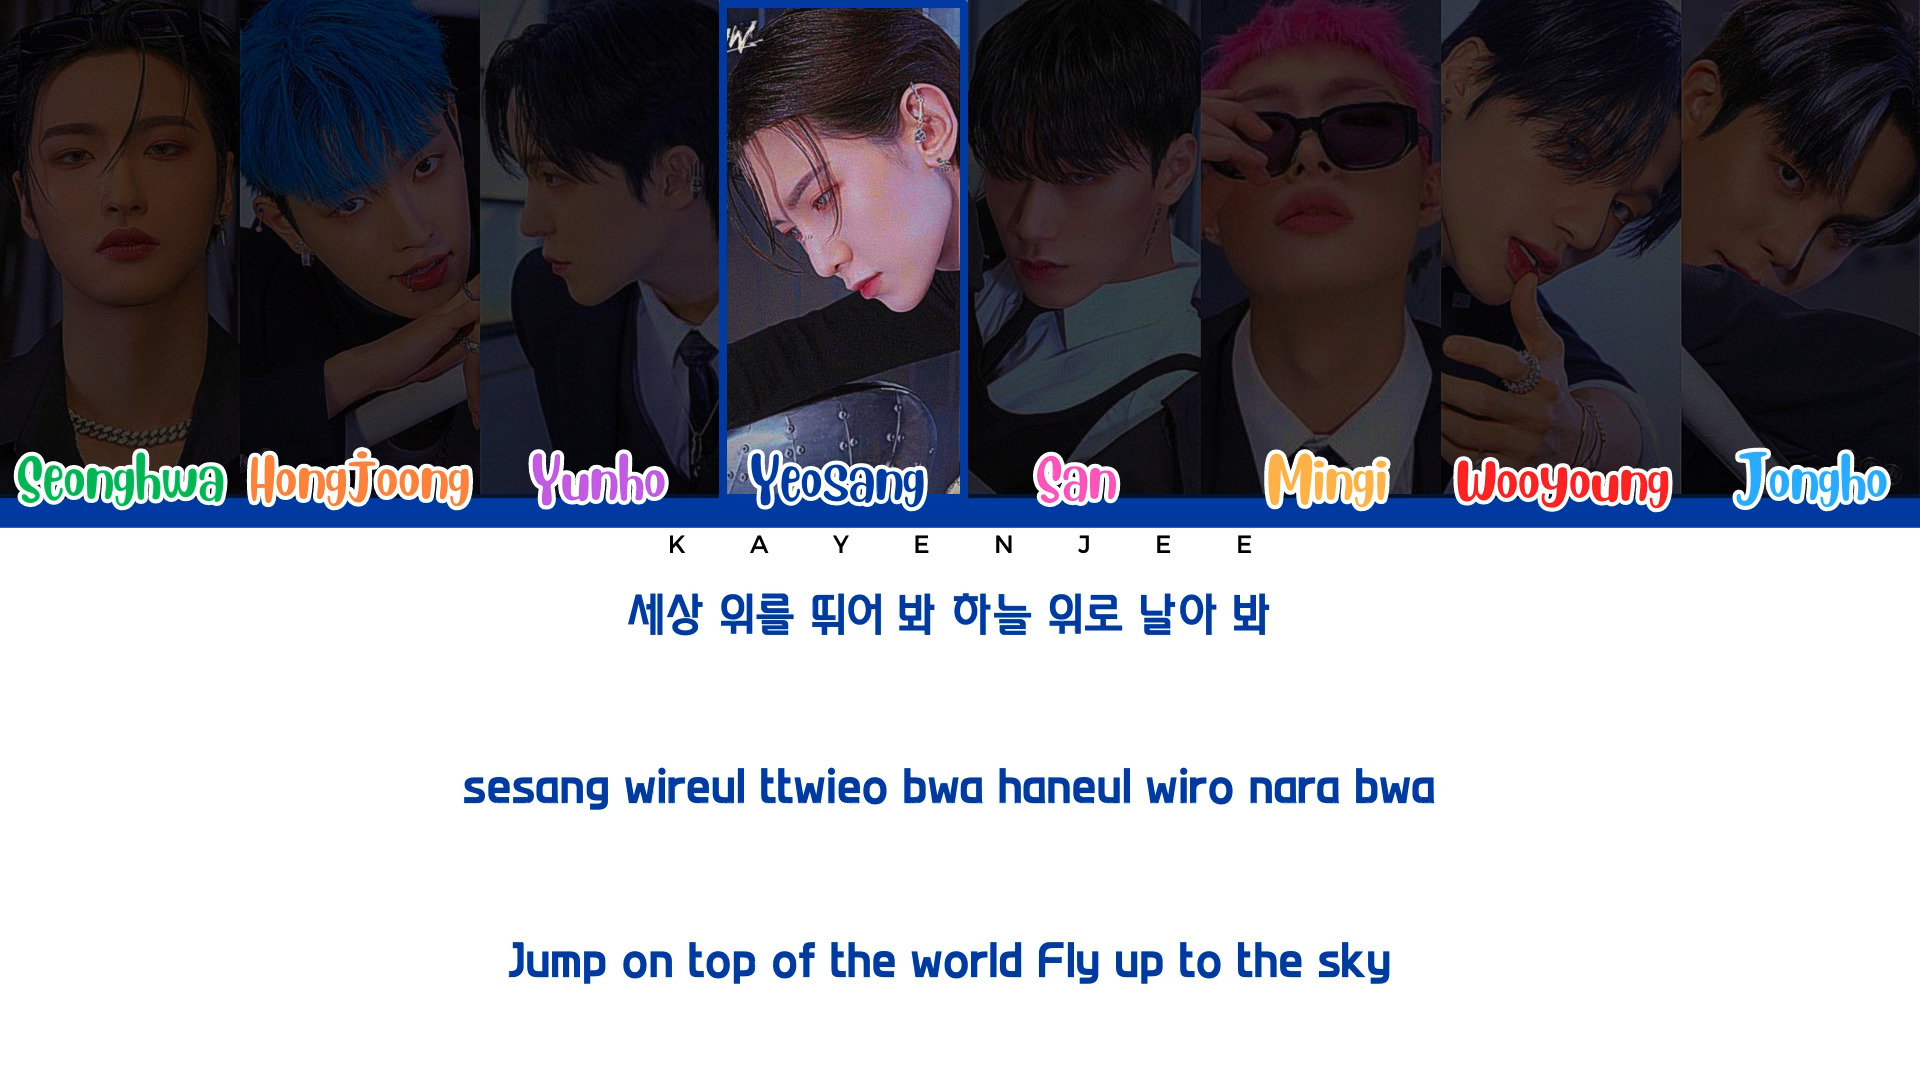 W
Seonghwa HongJoong Yunho Yeosang San Mingi Wooyoung Jongho
KAYENJEE
세상 위를 뛰어 봐 하늘 위로 날아 봐
sesang wireul ttwieo bwa haneul wiro nara bwa
Jump on top of the world Fly up to the sky